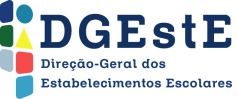 DGEstE
Direção-Geral dos
Estabelecimentos Escolares